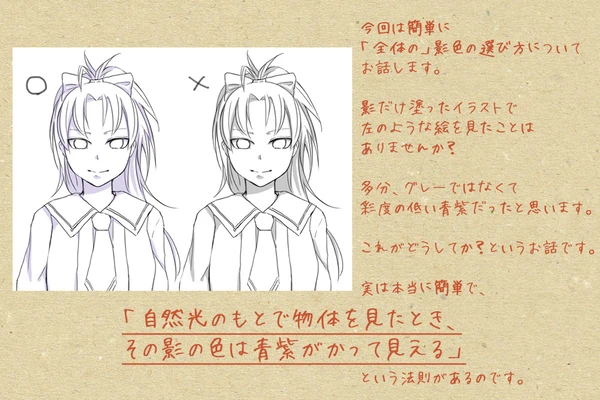 今回は簡単に
「全体の」影色の選び方について
お話します。
影だけ塗ったイラストで
左のような絵を見たことは
ありませんか?
多分、グレーではなくて
彩度の低い青紫だったと思います。
これがどうしてか?というお話です。
実は本当に簡単で、
「自然光のもとで物体を見たとき、
その影の色は青紫がかって見える」
という法則があるのです。